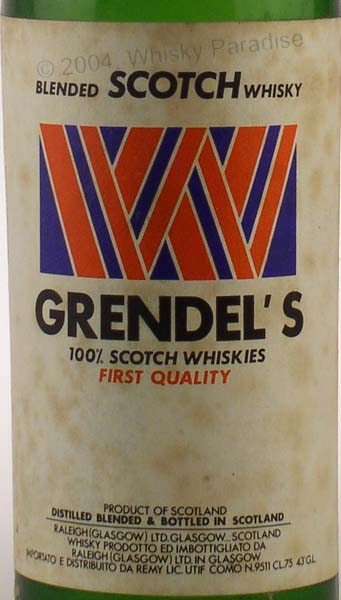 © 2004, Whisky Paradise
BLENDED SCOTCH WHISKY
GRENDEL'S
100% SCOTCH WHISKIES
FIRST QUALITY
PRODUCT OF SCOTLAND
DISTILLED BLENDED & BOTTLED IN SCOTLAND
RALEIGH (GLASGOW) LTD. GLASGOW_ SCOTLAND
WHISKY PRODOTTO ED IMBOTTIGLIATO DA
RALEIGH (GLASGOW) LTD. IN GLASGOW
IMPORTATO E DISTRIBUITO DA REMY LIC. UTIF COMO N.9511 CL.75 43°GL.